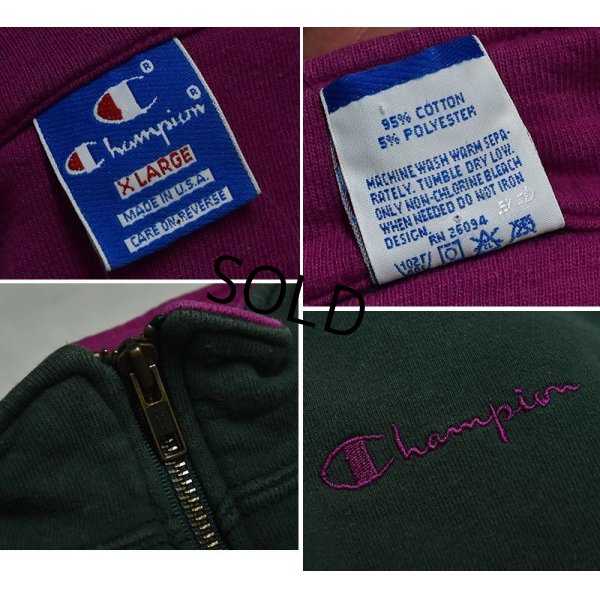 Champion
X LARGE
MADE IN U.S.A.
CARE ON REVERSE
95% COTTON
5% POLYESTER
MACHINE WASH WARM SEPA-
RATELY. TUMBLE DRY LOW.
ONLY NON-CHLORINE BLEACH
WHEN NEEDED DO NOT IRON
DESIGN.
RN 26094
SOLD
Champion